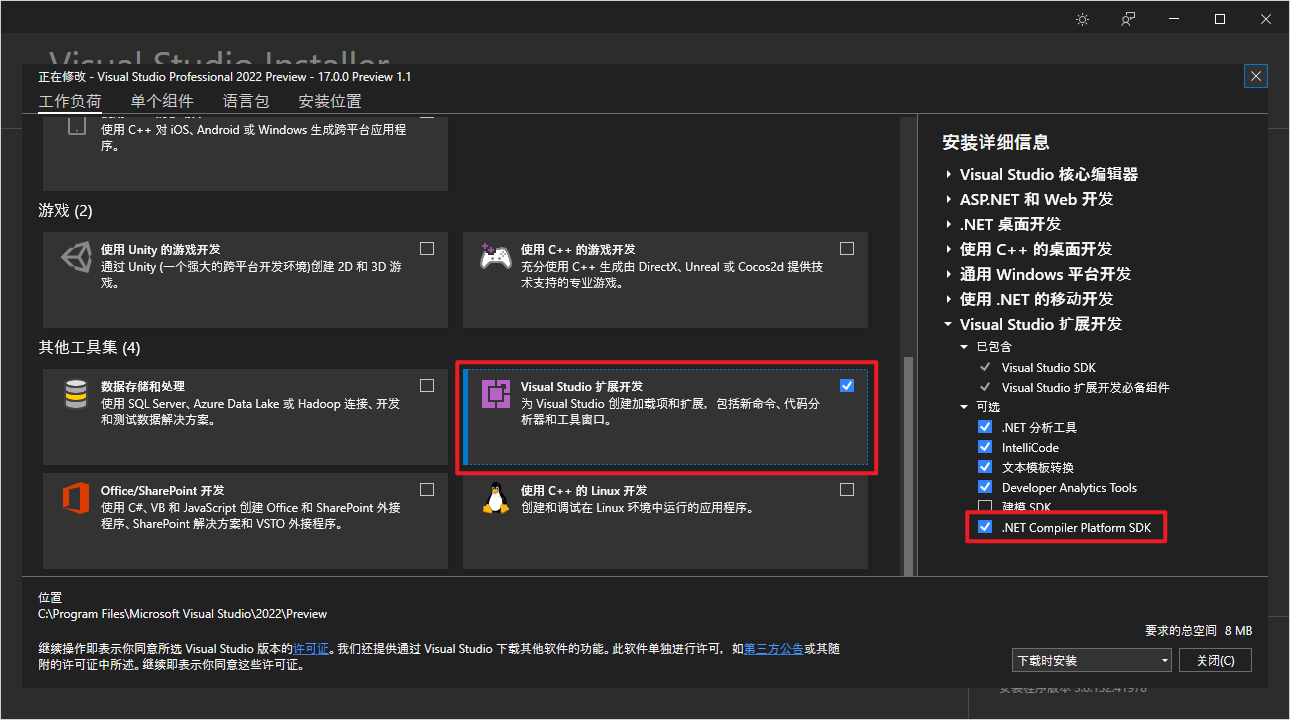 Visual Studio Installer
正在修改 - Visual Studio Professional 2022 Preview - 17.0.0 Preview 1.1
工作负荷 单个组件 语言包 安装位置
使用 C++ 对 iOS、Android 或 Windows 生成跨平台应用程
序。
游戏 (2)
使用 Unity 的游戏开发
通过 Unity (一个强大的跨平台开发环境)创建 2D 和 3D 游
戏。
使用 C++ 的游戏开发
充分使用 C++ 生成由 DirectX、Unreal 或 Cocos2d 提供技
术支持的专业游戏。
其他工具集 (4)
数据存储和处理
使用 SQL Server、Azure Data Lake 或 Hadoop 连接、开发
和测试数据解决方案。
Visual Studio 扩展开发
为 Visual Studio 创建加载项和扩展，包括新命令、代码分
析器和工具窗口。
Office/SharePoint 开发
使用 C#、VB 和 JavaScript 创建 Office 和 SharePoint 外接
程序、SharePoint 解决方案和 VSTO 外接程序。
使用 C++ 的 Linux 开发
创建和调试在 Linux 环境中运行的应用程序。
安装详细信息
Visual Studio 核心编辑器
ASP.NET 和 Web 开发
.NET 桌面开发
使用 C++ 的桌面开发
通用 Windows 平台开发
使用 .NET 的移动开发
Visual Studio 扩展开发
已包含
Visual Studio SDK
Visual Studio 扩展开发必备组件
可选
.NET 分析工具
IntelliCode
文本模板转换
Developer Analytics Tools
建模 SDK
.NET Compiler Platform SDK
位置
C:\Program Files\Microsoft Visual Studio\2022\Preview
继续操作即表示你同意所选 Visual Studio 版本的许可证。我们还提供通过 Visual Studio 下载其他软件的功能。此软件单独进行许可，如第三方公告或其随
附的许可证中所述。继续即表示你同意这些许可证。
要求的总空间 8 MB
下载时安装
关闭(C)
安装程序版本 3.0.132.41978